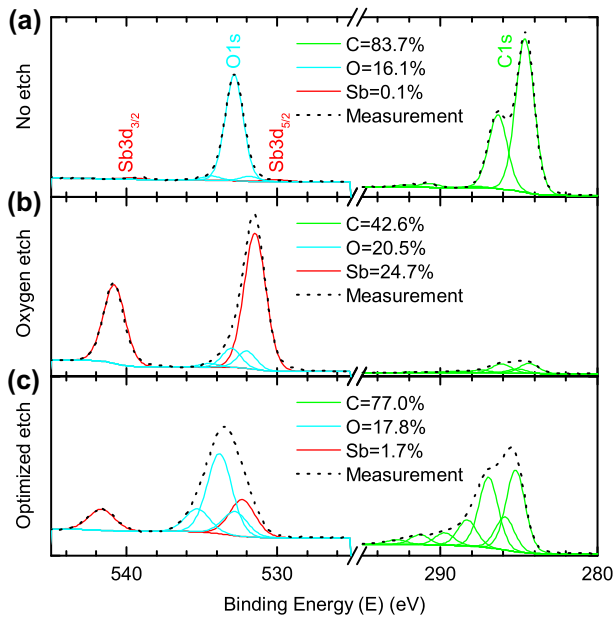 (a)
No etch
Sb3d3/2
O1s
Sb3d5/2
C=83.7%
O=16.1%
Sb=0.1%
Measurement
C1s
(b)
Oxygen etch
C=42.6%
O=20.5%
Sb=24.7%
Measurement
(c)
Optimized etch
C=77.0%
O=17.8%
Sb=1.7%
Measurement
540 530 290 280
Binding Energy (E) (eV)